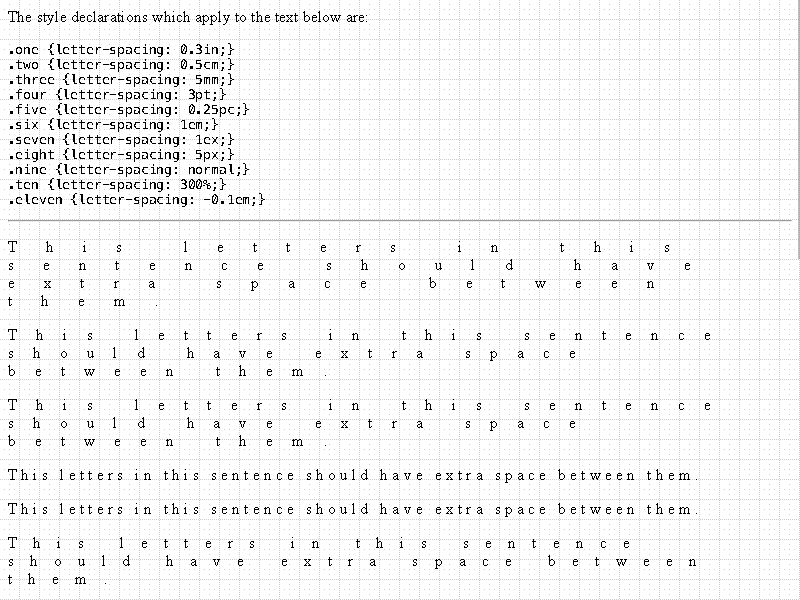 The style declarations which apply to the text below are:
.one {letter-spacing: 0.3in;}
.two {letter-spacing: 0.5cm;}
.three {letter-spacing: 5mm;}
.four {letter-spacing: 3pt;}
.five {letter-spacing: 0.25pc;}
.six {letter-spacing: 1em;}
.seven {letter-spacing: 1ex;}
.eight {letter-spacing: 5px;}
.nine {letter-spacing: normal;}
.ten {letter-spacing: 300%;}
.eleven {letter-spacing: -0.1em;}
This letters in this
sentence should have
extra space between
them.
This letters in this sentence
should have extra space
between them.
This letters in this sentence
should have extra space
between them.
This letters in this sentence should have extra space between them.
This letters in this sentence should have extra space between them.
This letters in this sentence
should have extra space between
them.